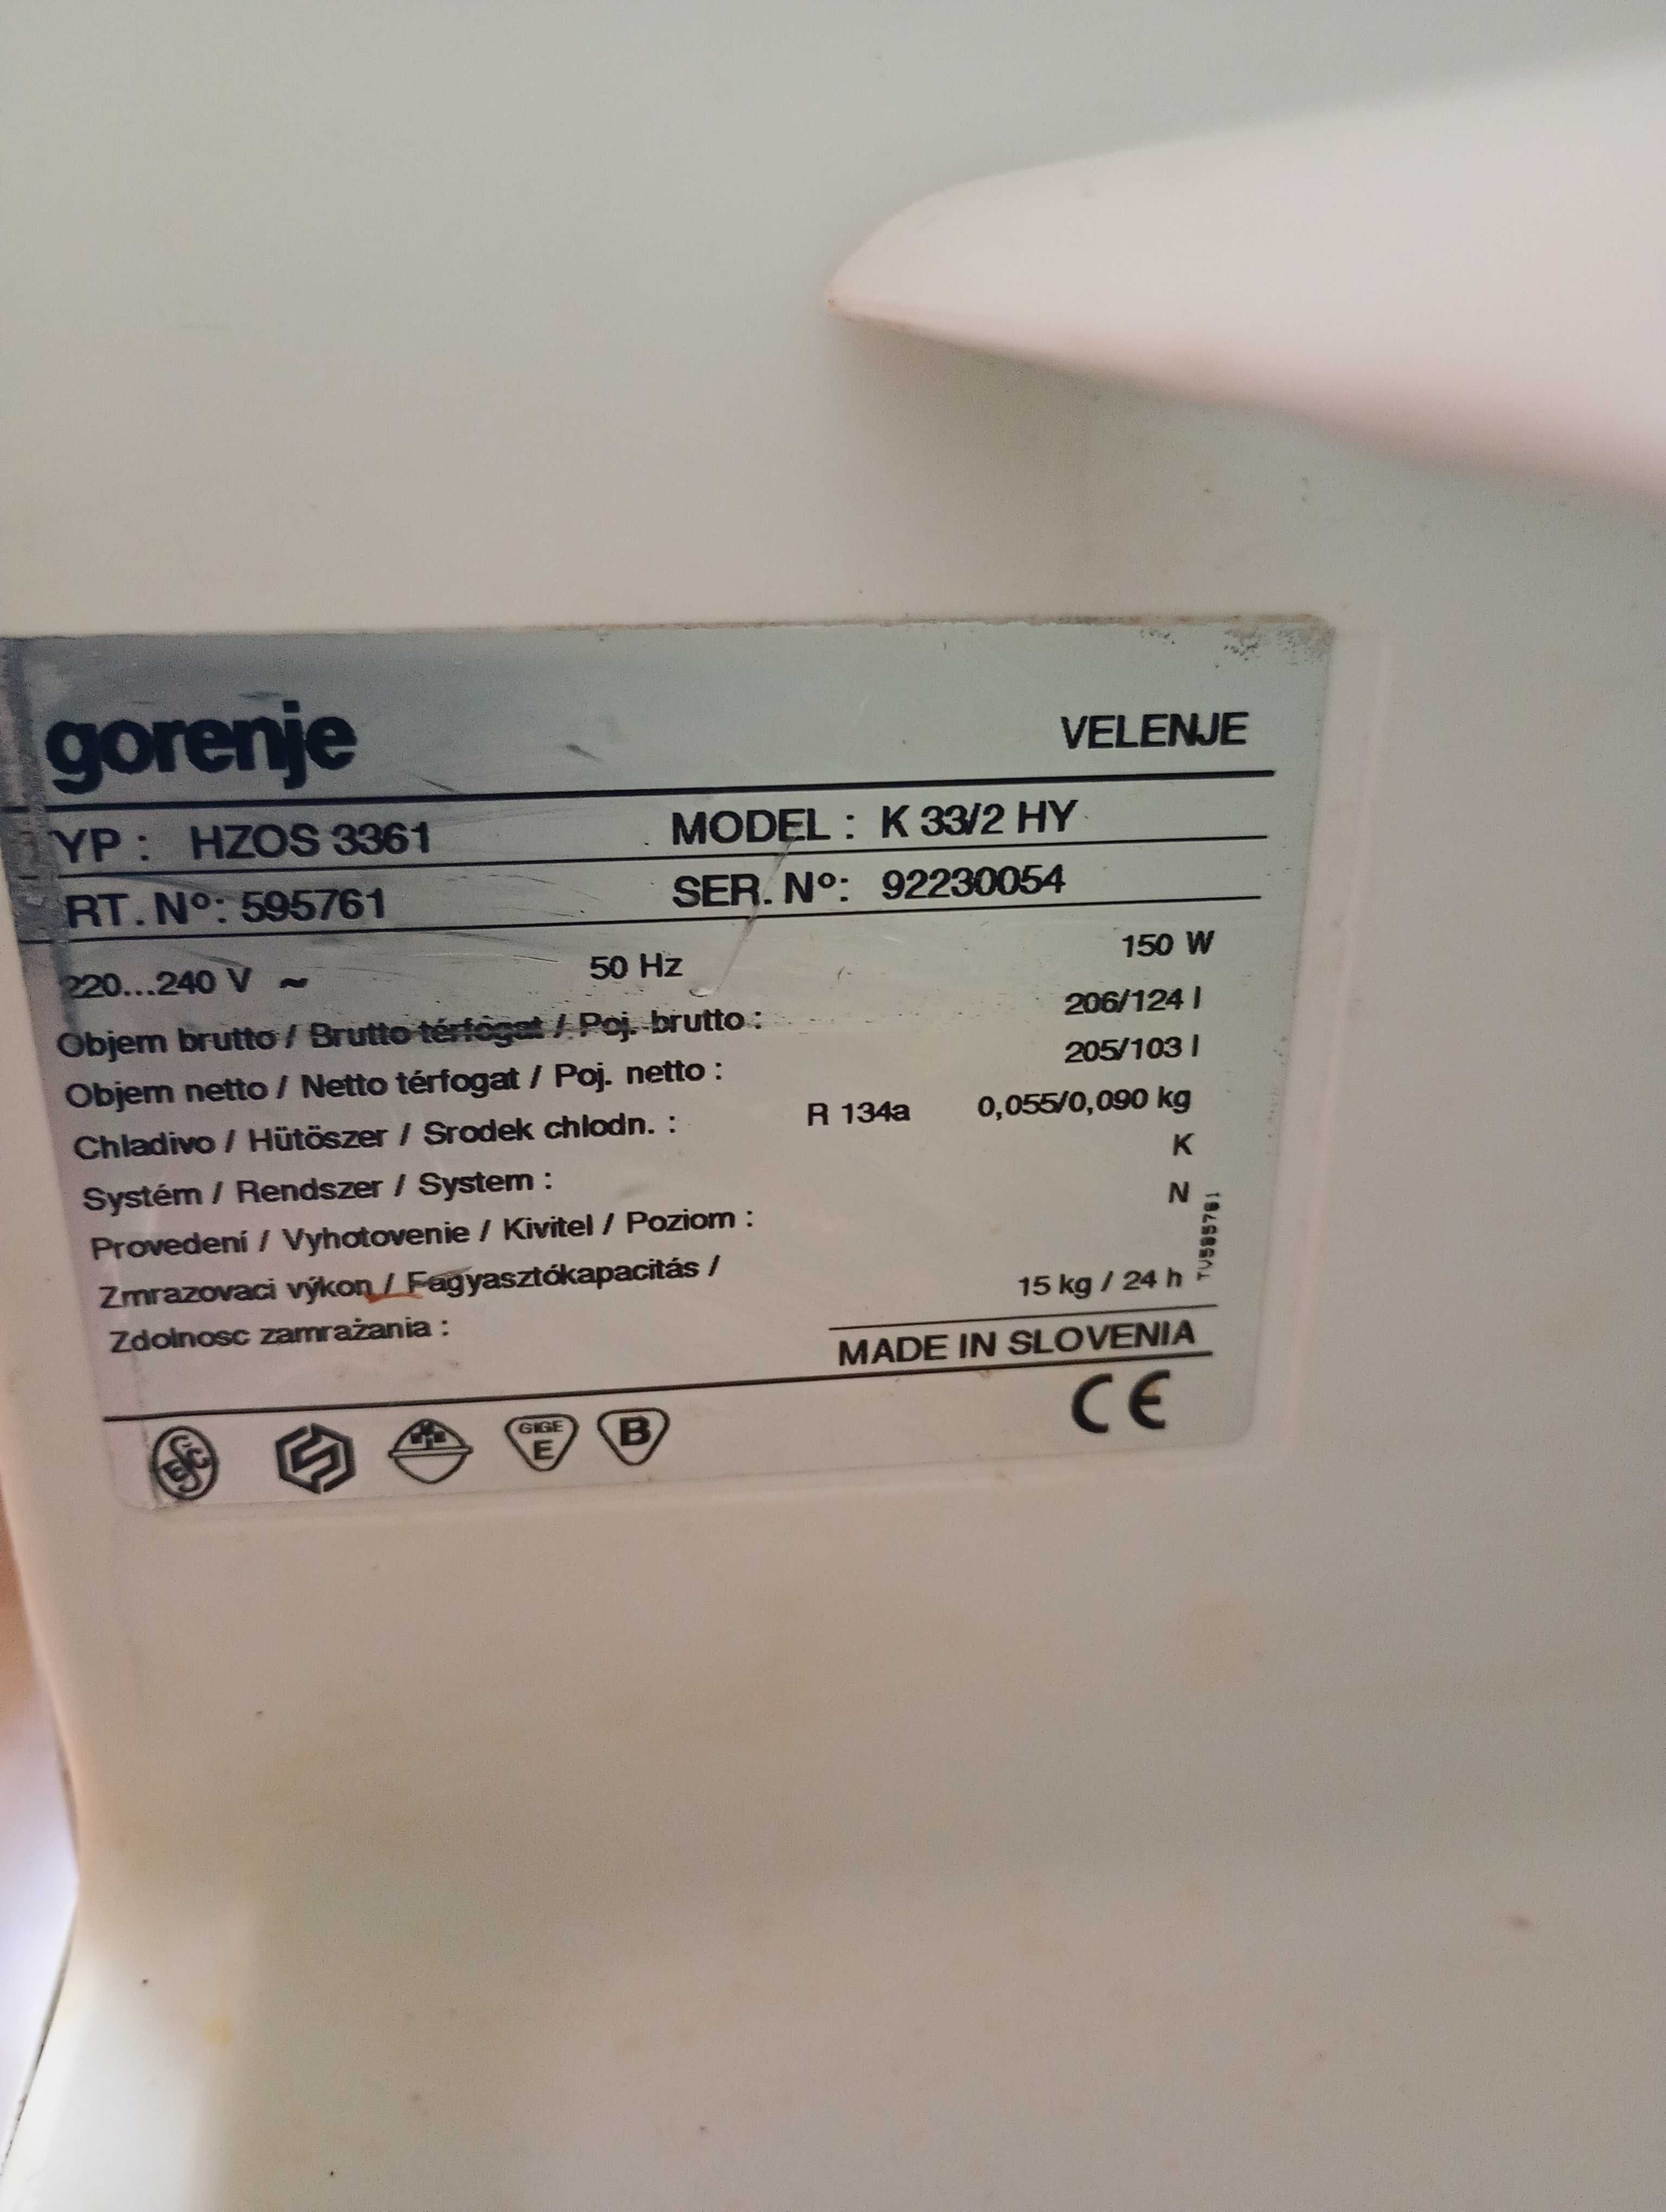 gorenje VELENJE
YP : HZOS 3361 MODEL : K 33/2 HY
RT. Nº: 595761 SER. Nº: 92230054
220...240 V ~ 50 Hz 150 W
Objem brutto / Brutto térfogat / Poj. brutto : 206/124 l
Objem netto / Netto térfogat / Poj. netto : 205/103 l
Chladivo / Hütöszer / Srodek chlodn. : R 134a 0,055/0,090 kg
Systém / Rendszer / System : K
Provedení / Vyhotovenie / Kivitel / Poziom : N
Zmrazovaci výkon / Fagyasztókapacitás /
Zdolnosc zamrażania : 15 kg / 24 h
MADE IN SLOVENIA
ESC GIGE E B CE